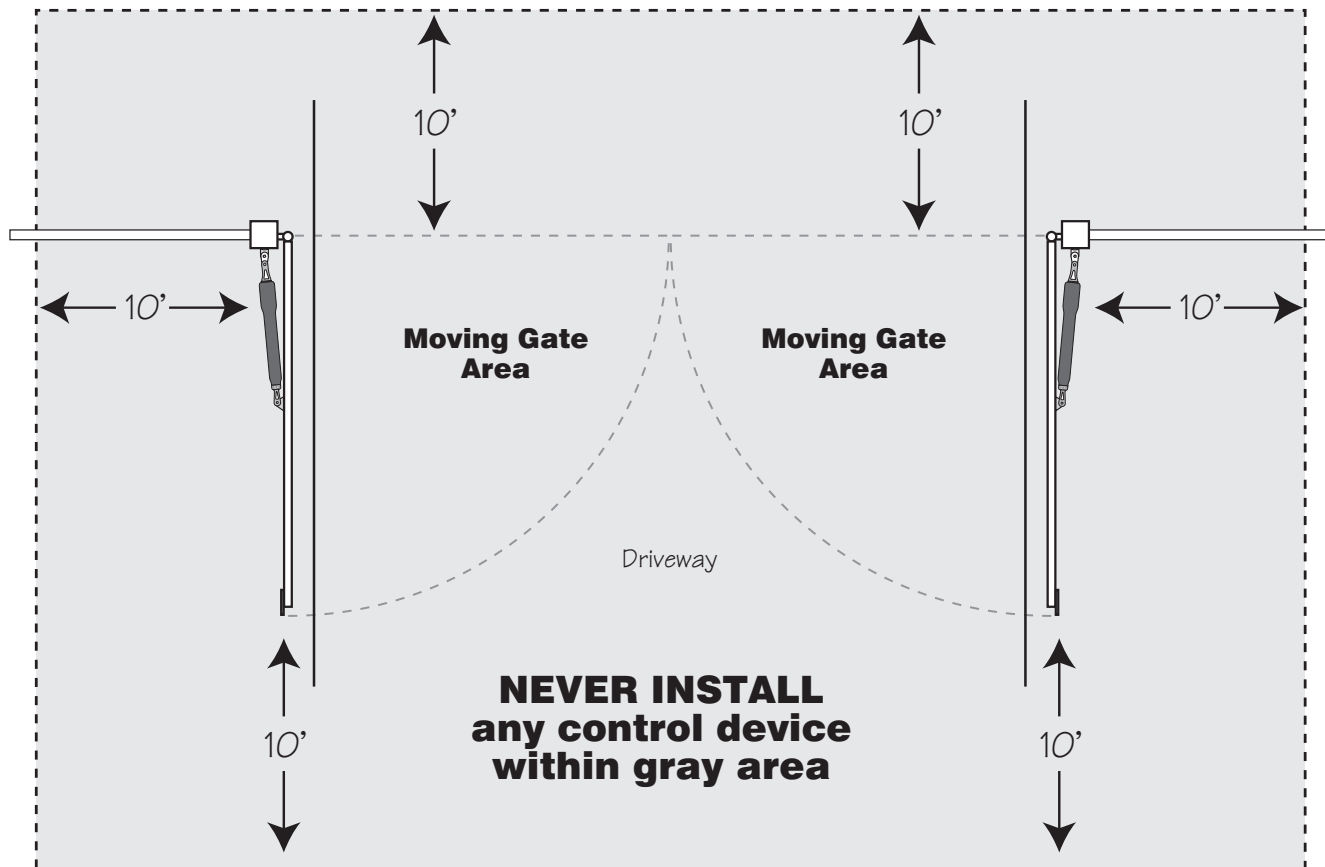 10’
10’
10’
10’
Moving Gate
Area
Moving Gate
Area
Driveway
NEVER INSTALL
any control device
within gray area
10’
10’